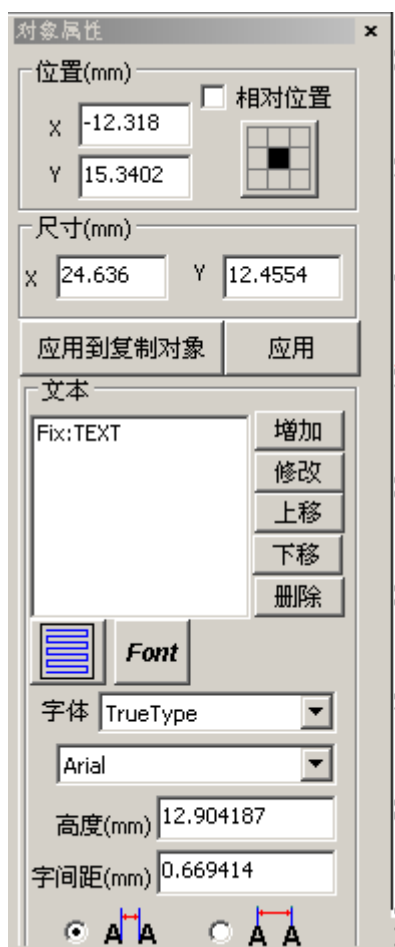 对象属性 ×
位置(mm)
相对位置
X -12.318
Y 15.3402
尺寸(mm)
X 24.636 Y 12.4554
应用到复制对象 应用
文本
Fix:TEXT
增加
修改
上移
下移
删除
Font
字体 TrueType
Arial
高度(mm) 12.904187
字间距(mm) 0.669414
A A A A